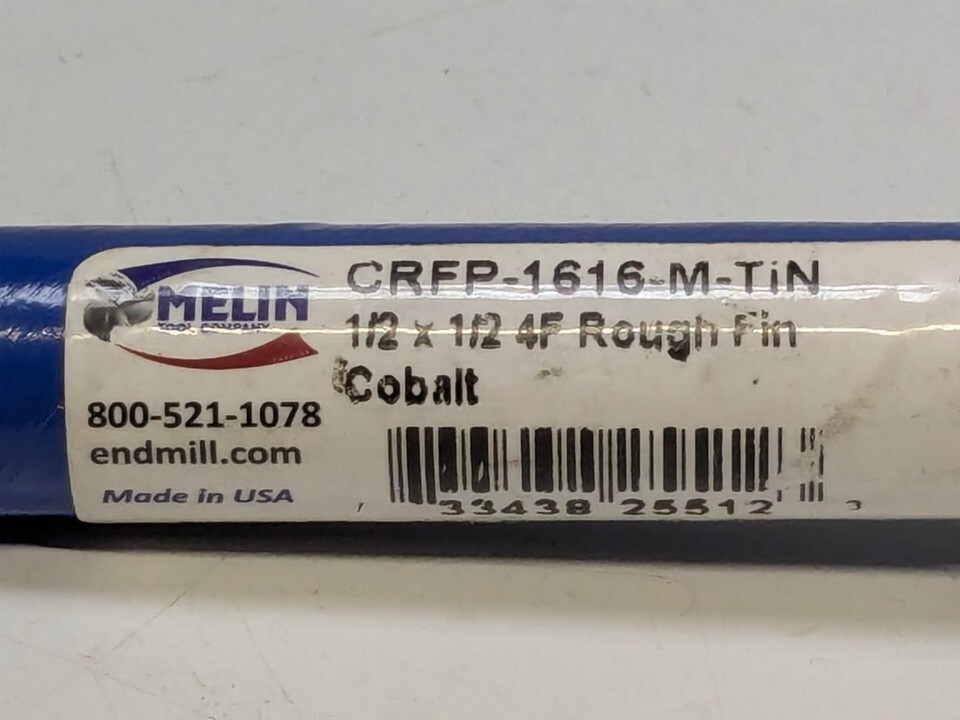 MELIN
TOOL COMPANY
800-521-1078
endmill.com
Made in USA
CRFP-1616-M-TiN
1/2 x 1/2 4F Rough Fin
Cobalt
33438 25512 3